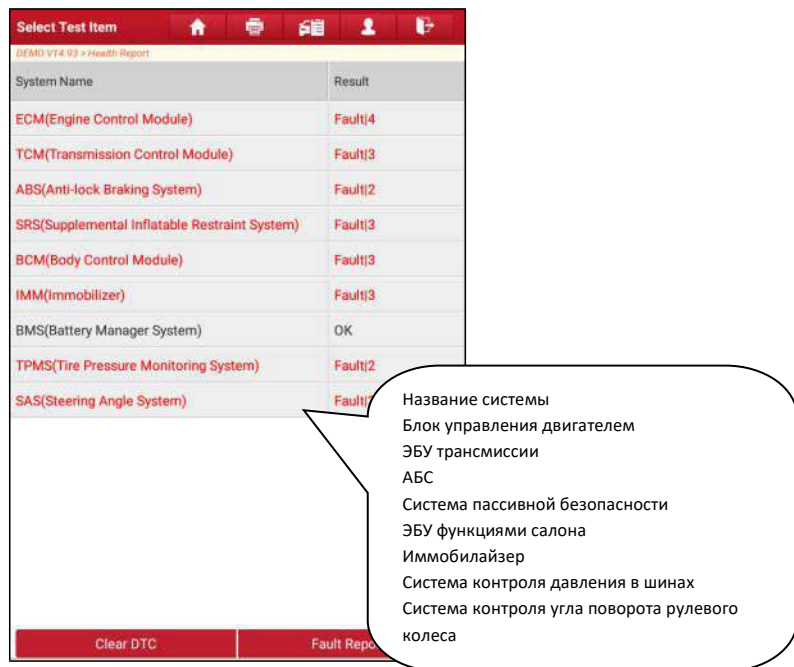 Select Test Item
DEMO V14.93 > Health Report
System Name Result
ECM(Engine Control Module) Fault|4
TCM(Transmission Control Module) Fault|3
ABS(Anti-lock Braking System) Fault|2
SRS(Supplemental Inflatable Restraint System) Fault|3
BCM(Body Control Module) Fault|3
IMM(Immobilizer) Fault|3
BMS(Battery Manager System) OK
TPMS(Tire Pressure Monitoring System) Fault|2
SAS(Steering Angle System) Fault|
Название системы
Блок управления двигателем
ЭБУ трансмиссии
АБС
Система пассивной безопасности
ЭБУ функциями салона
Иммобилайзер
Система контроля давления в шинах
Система контроля угла поворота рулевого
колеса
Clear DTC Fault Repo